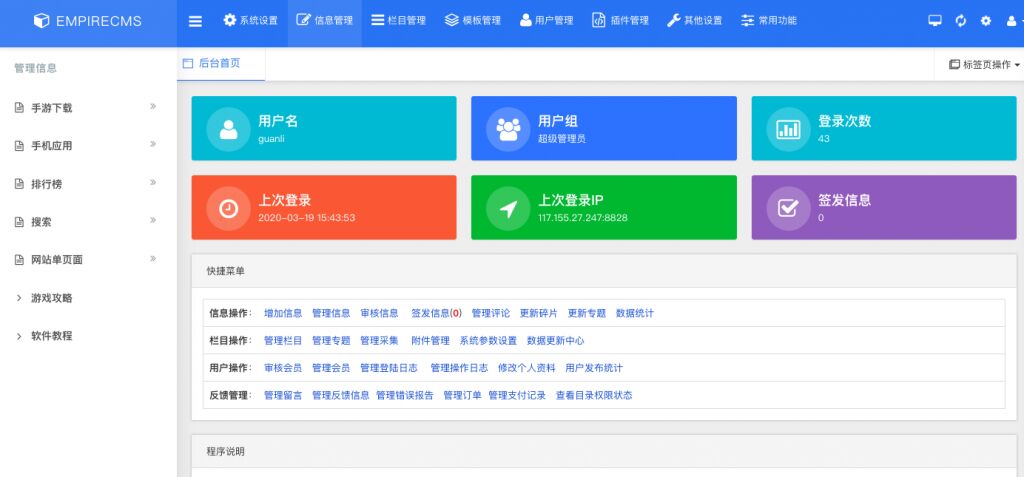 EMPIRECMS 系统设置 信息管理 栏目管理 模板管理 用户管理 插件管理 其他设置 常用功能
管理信息
手游下载
手机应用
排行榜
搜索
网站单页面
游戏攻略
软件教程
后台首页 标签页操作
用户名
guanli
用户组
超级管理员
登录次数
43
上次登录
2020-03-19 15:43:53
上次登录IP
117.155.27.247:8828
签发信息
0
快捷菜单
信息操作: 增加信息 管理信息 审核信息 签发信息(0) 管理评论 更新碎片 更新专题 数据统计
栏目操作: 管理栏目 管理专题 管理采集 附件管理 系统参数设置 数据更新中心
用户操作: 审核会员 管理会员 管理登陆日志 管理操作日志 修改个人资料 用户发布统计
反馈管理: 管理留言 管理反馈信息 管理错误报告 管理订单 管理支付记录 查看目录权限状态
程序说明